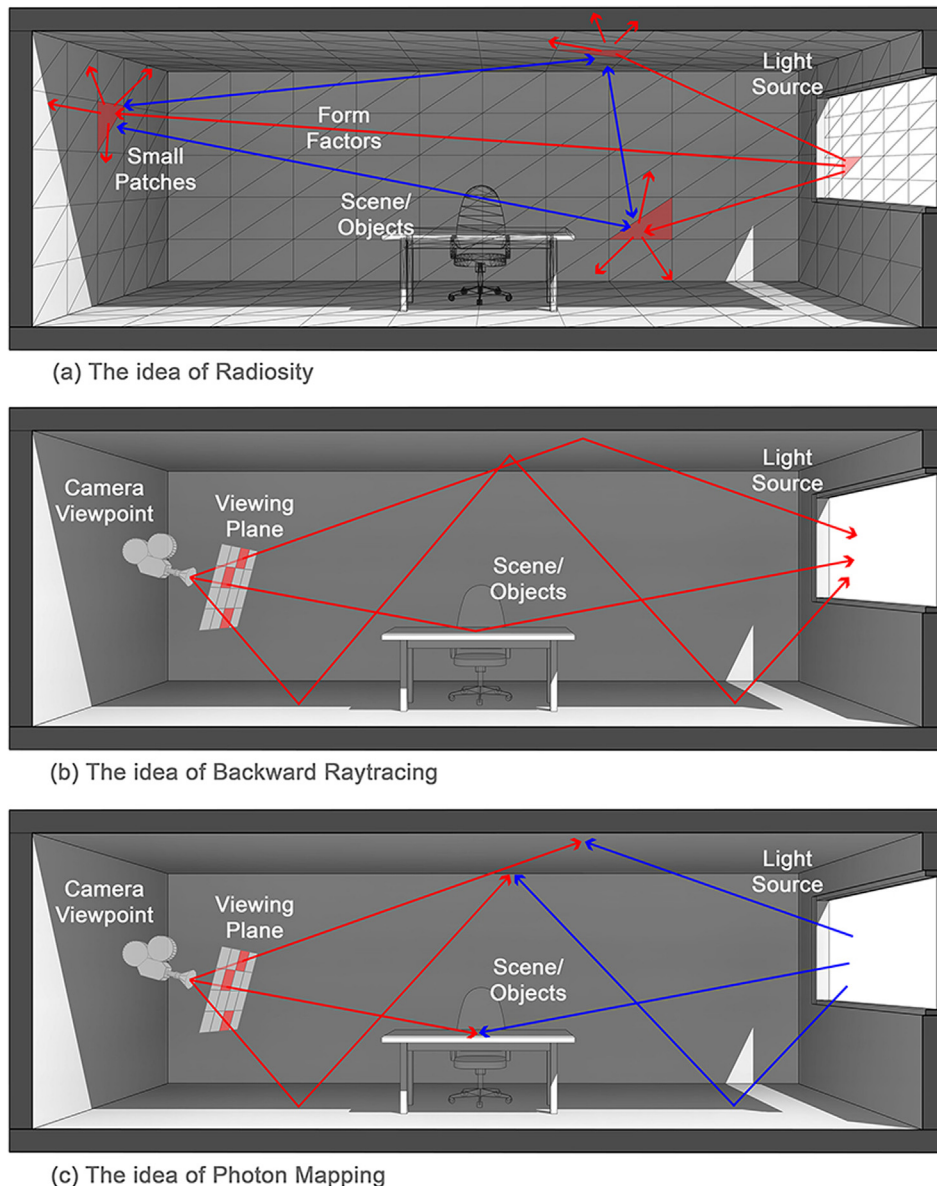 Light
Source
Form
Factors
Small
Patches
Scene/
Objects
(a) The idea of Radiosity
Camera
Viewpoint
Viewing
Plane
Light
Source
Scene/
Objects
(b) The idea of Backward Raytracing
Camera
Viewpoint
Viewing
Plane
Light
Source
Scene/
Objects
(c) The idea of Photon Mapping